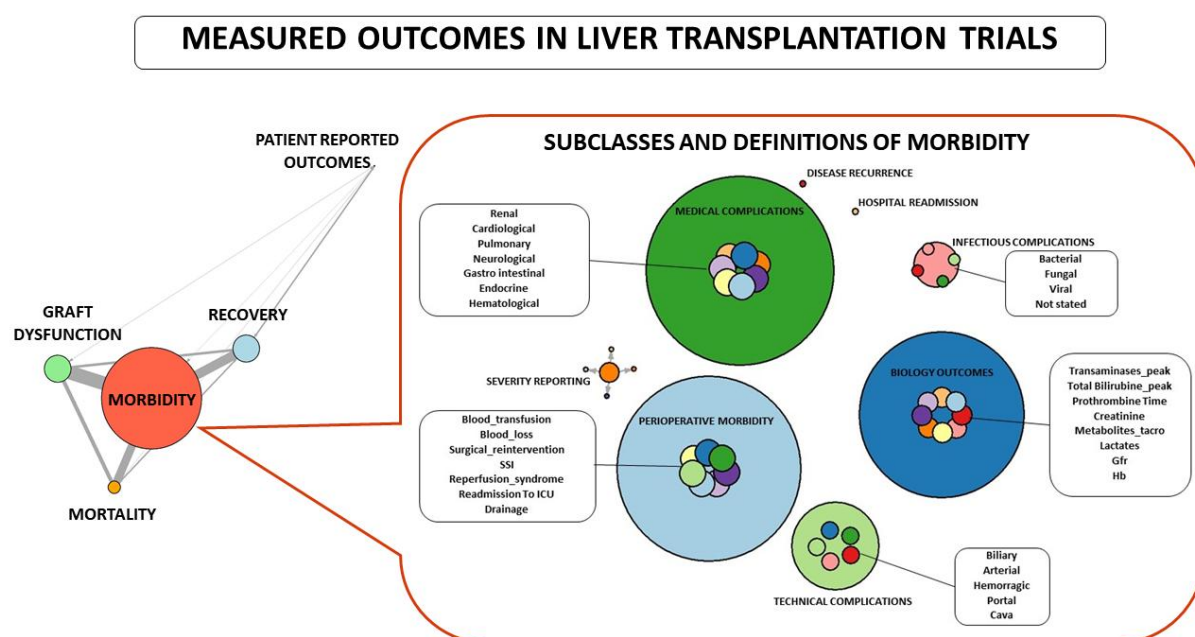 MEASURED OUTCOMES IN LIVER TRANSPLANTATION TRIALS
PATIENT REPORTED
OUTCOMES
GRAFT
DYSFUNCTION
RECOVERY
MORBIDITY
MORTALITY
SUBCLASSES AND DEFINITIONS OF MORBIDITY
DISEASE RECURRENCE
HOSPITAL READMISSION
MEDICAL COMPLICATIONS
Renal
Cardiological
Pulmonary
Neurological
Gastro intestinal
Endocrine
Hematological
INFECTIOUS COMPLICATIONS
Bacterial
Fungal
Viral
Not stated
SEVERITY REPORTING
BIOLOGY OUTCOMES
Transaminases_peak
Total Bilirubine_peak
Prothrombine Time
Creatinine
Metabolites_tacro
Lactates
Gfr
Hb
PERIOPERATIVE MORBIDITY
Blood_transfusion
Blood_loss
Surgical_reintervention
SSI
Reperfusion_syndrome
Readmission To ICU
Drainage
TECHNICAL COMPLICATIONS
Biliary
Arterial
Hemorragic
Portal
Cava